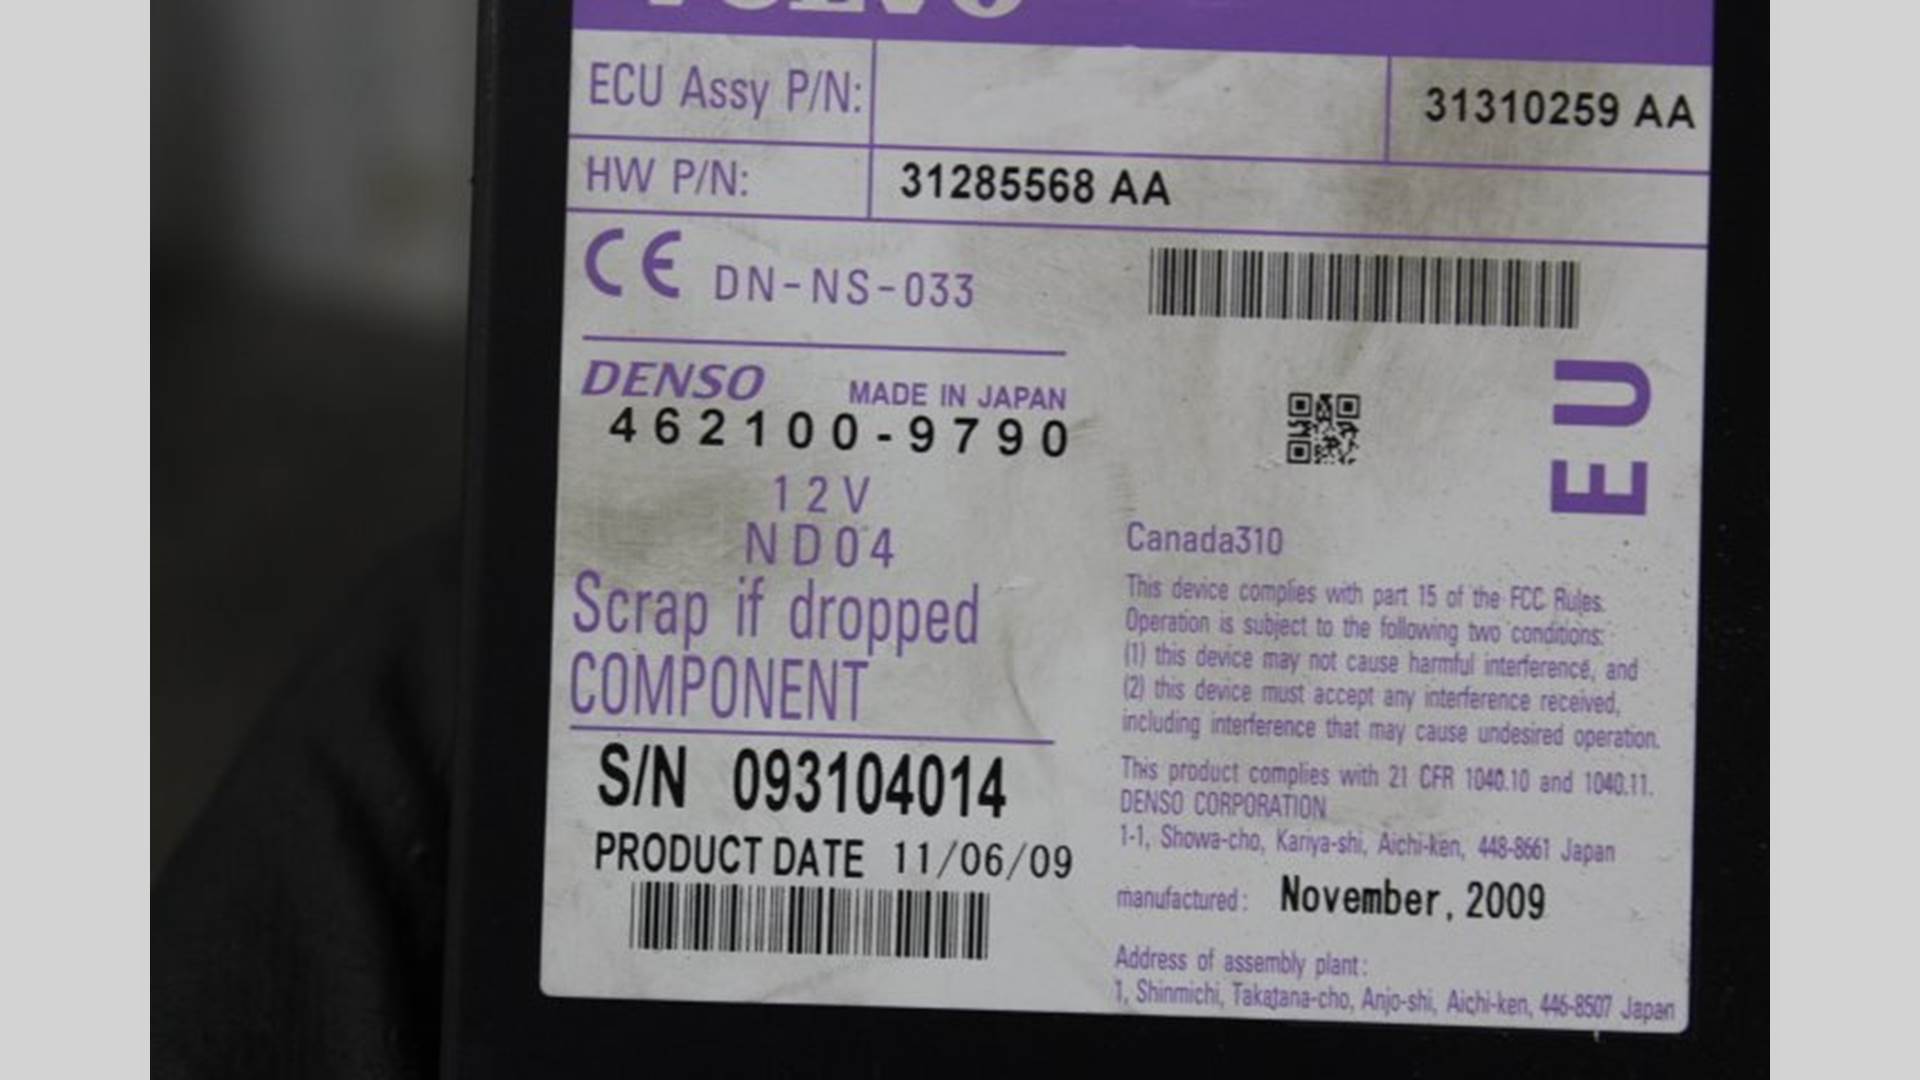 VOLVO
ECU Assy P/N: 31310259 AA
HW P/N: 31285568 AA
CE DN-NS-033
DENSO MADE IN JAPAN
462100-9790
12V
ND04
Scrap if dropped
COMPONENT
S/N 093104014
PRODUCT DATE 11/06/09
EU
Canada310
This device complies with part 15 of the FCC Rules.
Operation is subject to the following two conditions:
(1) this device may not cause harmful interference, and
(2) this device must accept any interference received,
including interference that may cause undesired operation.
This product complies with 21 CFR 1040.10 and 1040.11.
DENSO CORPORATION
1-1, Showa-cho, Kariya-shi, Aichi-ken, 448-8661 Japan
manufactured: November, 2009
Address of assembly plant:
1, Shinmichi, Takatana-cho, Anjo-shi, Aichi-ken, 446-8507 Japan